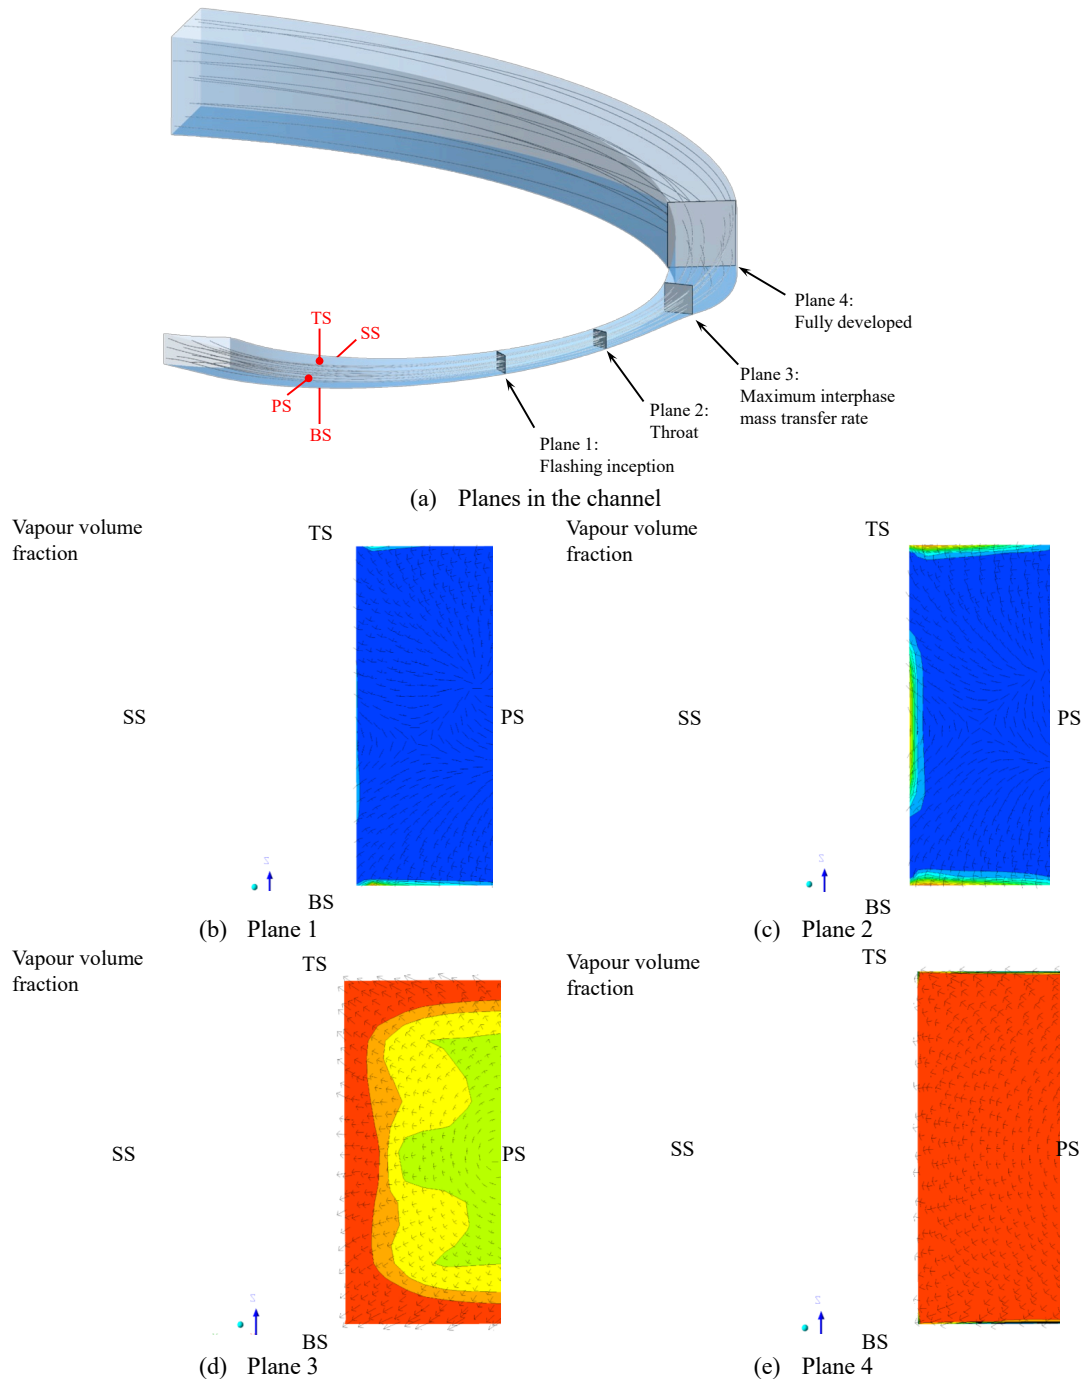 TS
SS
PS
BS
Plane 4:
Fully developed
Plane 3:
Maximum interphase
mass transfer rate
Plane 2:
Throat
Plane 1:
Flashing inception
(a) Planes in the channel
Vapour volume
fraction
TS
SS
PS
Z
BS
(b) Plane 1
Vapour volume
fraction
TS
SS
PS
Z
BS
(c) Plane 2
Vapour volume
fraction
TS
SS
PS
Z
BS
(d) Plane 3
Vapour volume
fraction
TS
SS
PS
Z
BS
(e) Plane 4